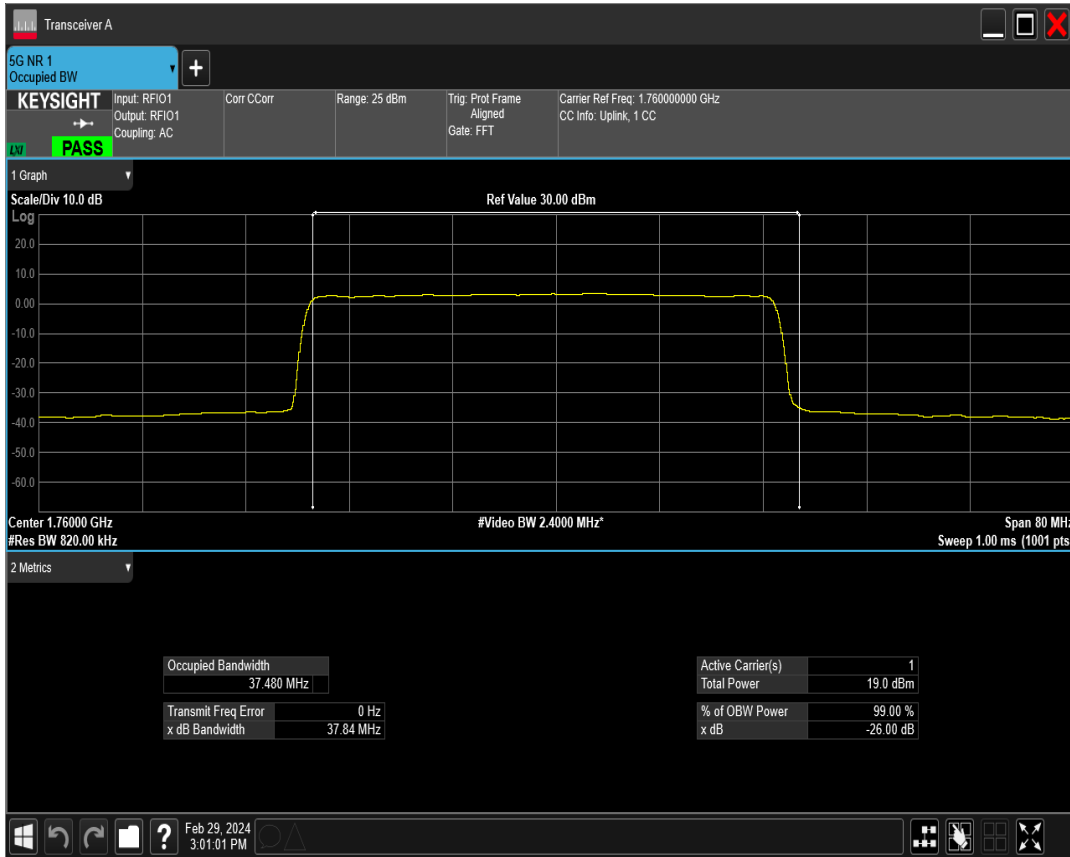 Transceiver A
5G NR 1
Occupied BW
KEYSIGHT
LXI
PASS
Input: RFIO1
Output: RFIO1
Coupling: AC
Corr CCorr
Range: 25 dBm
Trig: Prot Frame
Aligned
Gate: FFT
Carrier Ref Freq: 1.760000000 GHz
CC Info: Uplink, 1 CC
1 Graph
Scale/Div 10.0 dB
Ref Value 30.00 dBm
Log
20.0
10.0
0.00
-10.0
-20.0
-30.0
-40.0
-50.0
-60.0
Center 1.76000 GHz
#Video BW 2.4000 MHz*
Span 80 MHz
#Res BW 820.00 kHz
Sweep 1.00 ms (1001 pts
2 Metrics
Occupied Bandwidth
37.480 MHz
Transmit Freq Error 0 Hz
x dB Bandwidth 37.84 MHz
Active Carrier(s) 1
Total Power 19.0 dBm
% of OBW Power 99.00 %
x dB -26.00 dB
?
Feb 29, 2024
3:01:01 PM